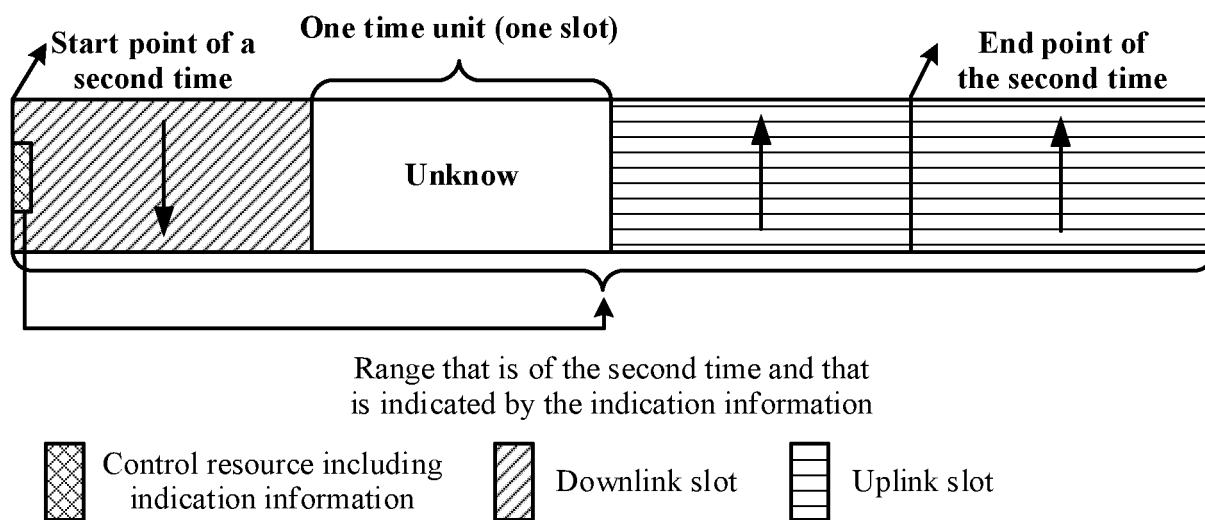 Start point of a
second time
One time unit (one slot)
End point of
the second time
Unknow
Range that is of the second time and that
is indicated by the indication information
Control resource including
indication information
Downlink slot
Uplink slot